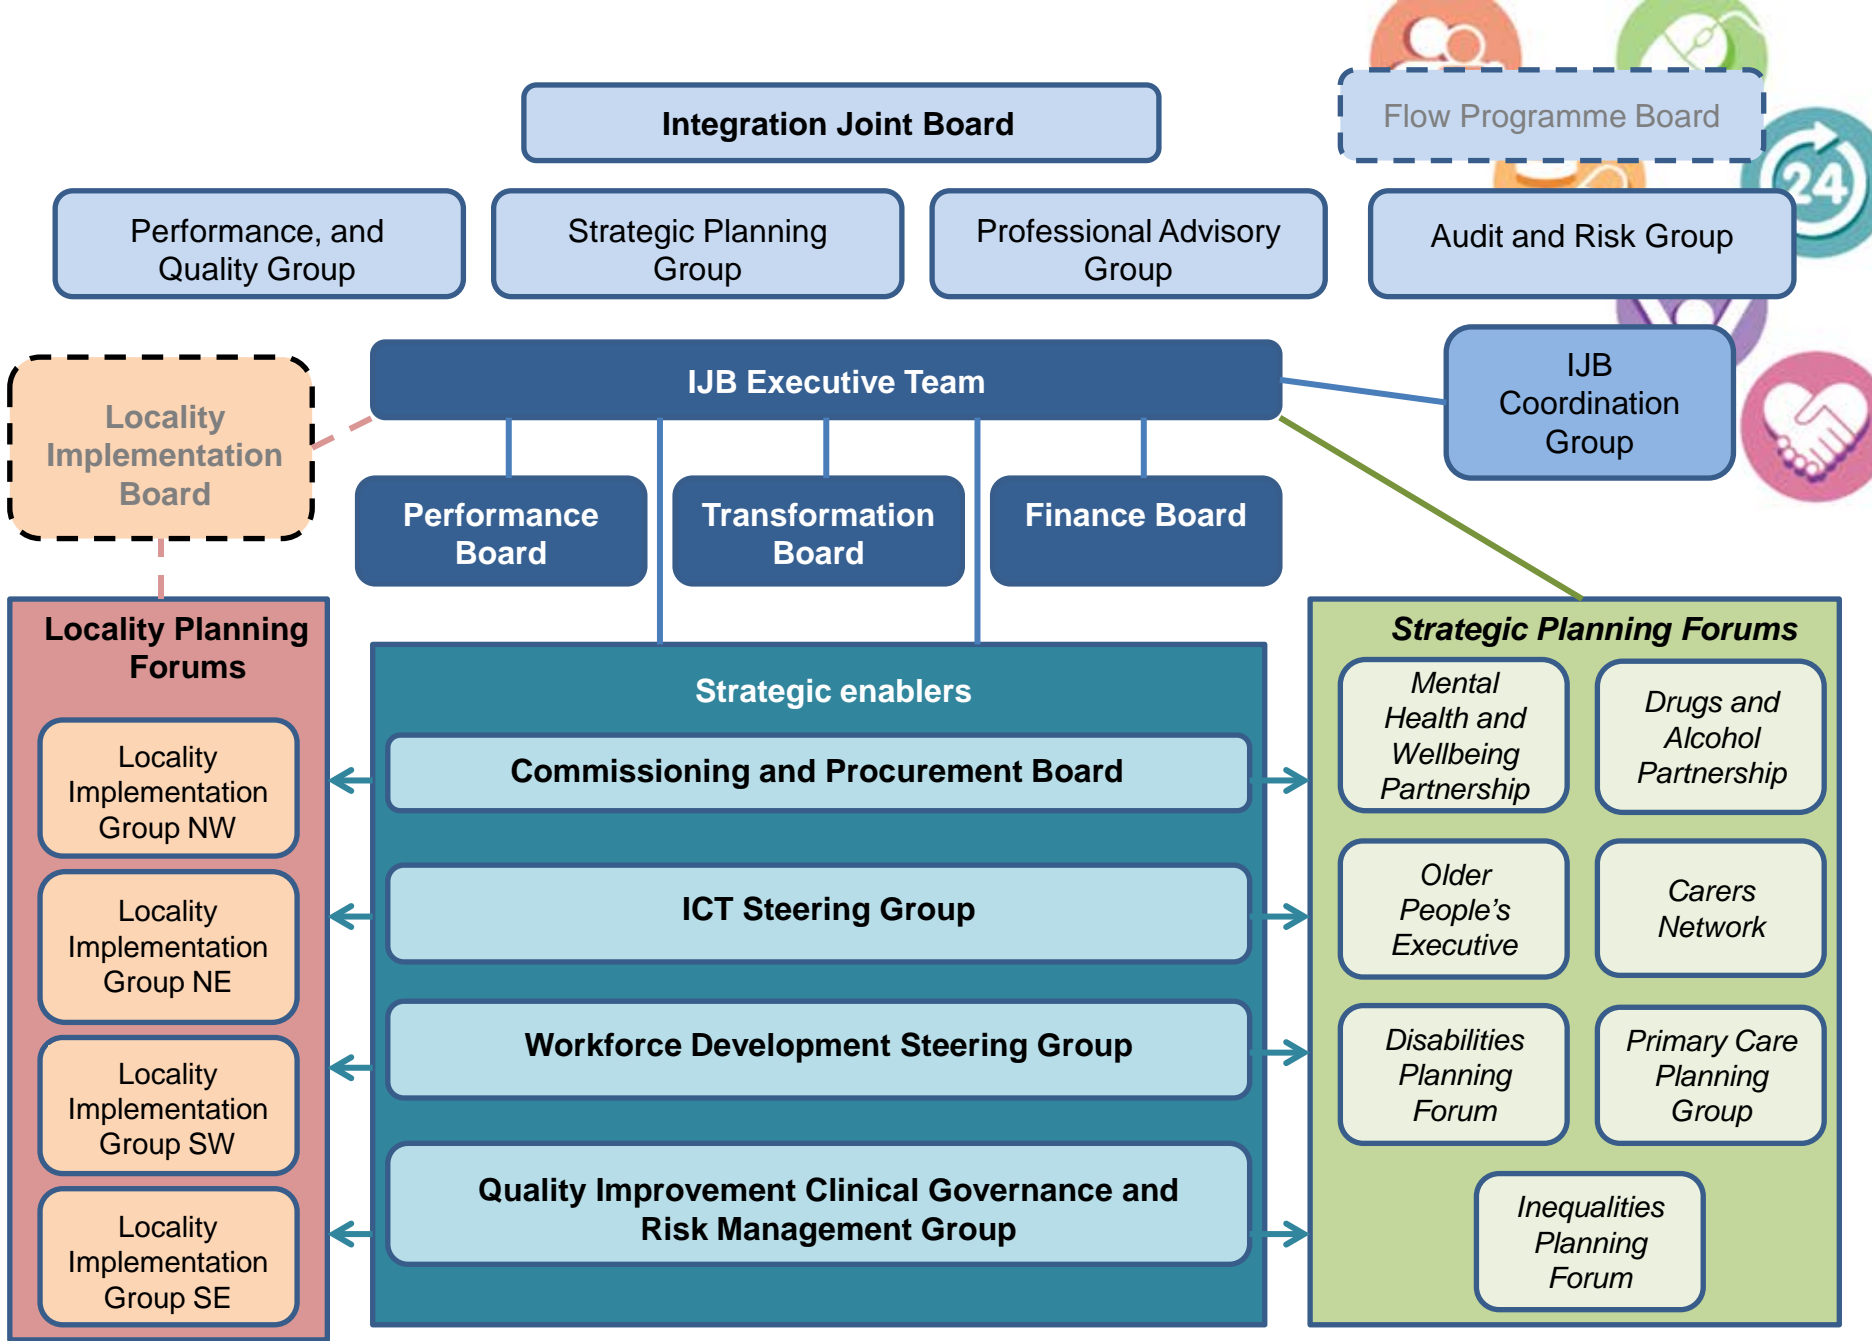 Integration Joint Board
Flow Programme Board
24
Performance, and
Quality Group
Strategic Planning
Group
Professional Advisory
Group
Audit and Risk Group
IJB Executive Team
IJB
Coordination
Group
Locality
Implementation
Board
Performance
Board
Transformation
Board
Finance Board
Locality Planning
Forums
Locality
Implementation
Group NW
Locality
Implementation
Group NE
Locality
Implementation
Group SW
Locality
Implementation
Group SE
Strategic enablers
Commissioning and Procurement Board
ICT Steering Group
Workforce Development Steering Group
Quality Improvement Clinical Governance and
Risk Management Group
Strategic Planning Forums
Mental
Health and
Wellbeing
Partnership
Drugs and
Alcohol
Partnership
Older
People’s
Executive
Carers
Network
Disabilities
Planning
Forum
Primary Care
Planning
Group
Inequalities
Planning
Forum